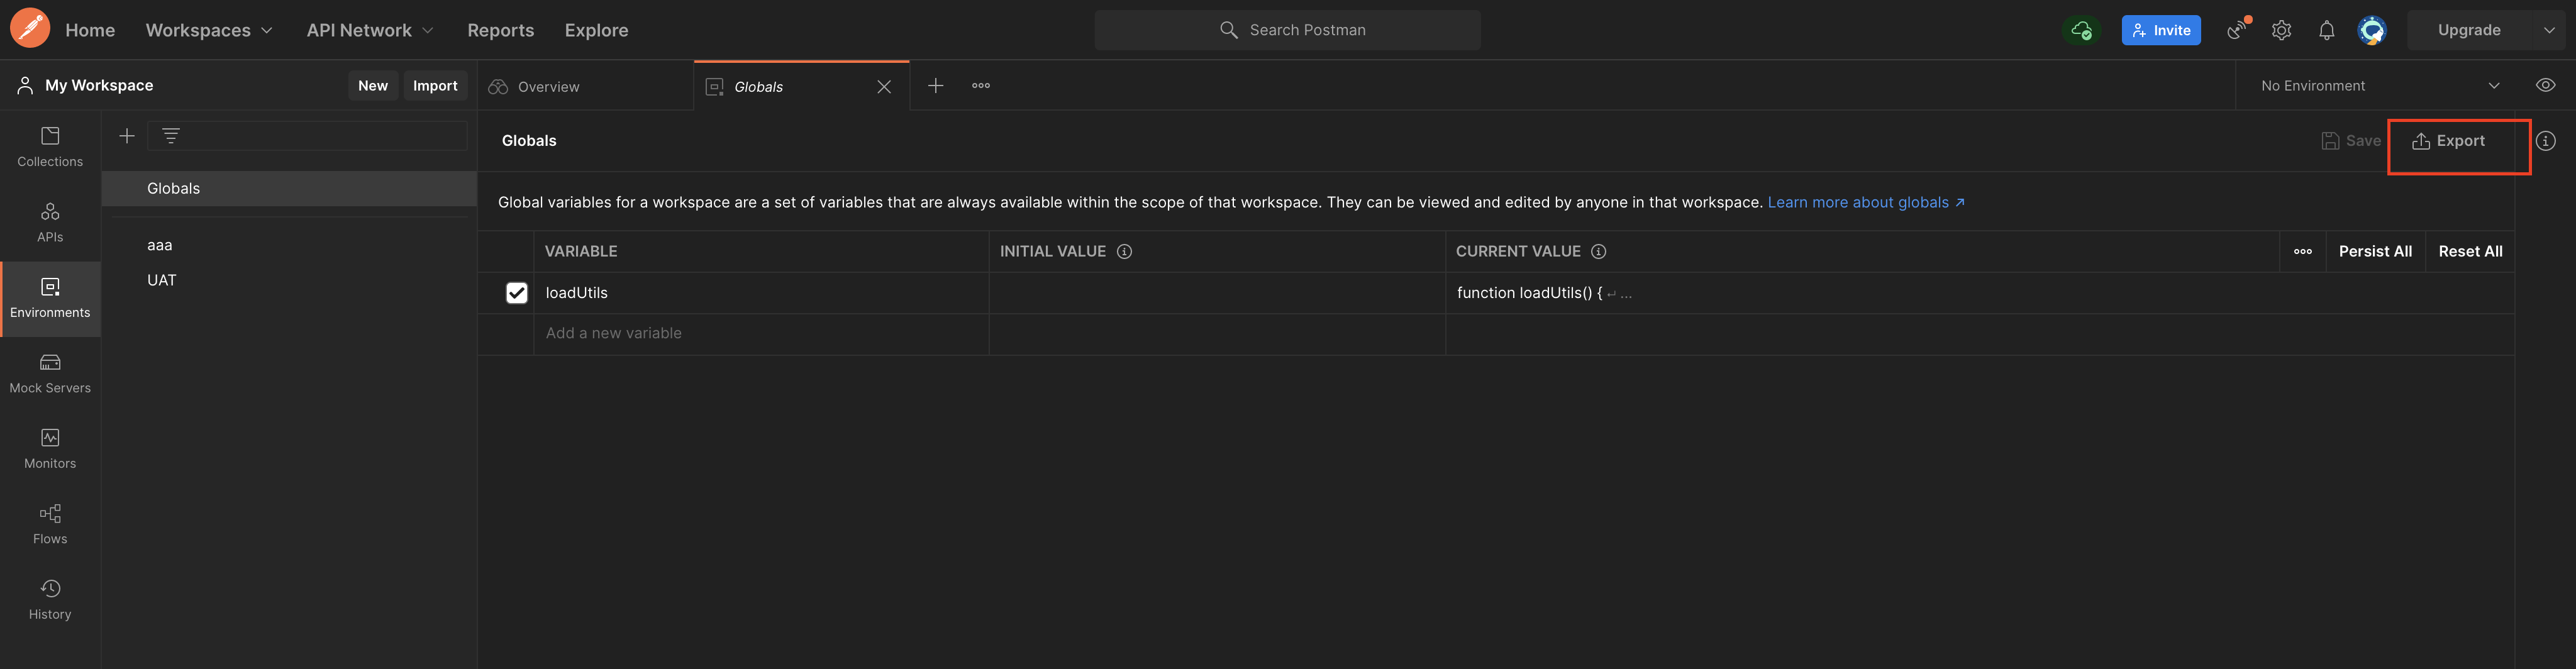 Home Workspaces API Network Reports Explore Search Postman Invite Upgrade
My Workspace New Import Overview Globals No Environment
Collections
APIs
Environments
Mock Servers
Monitors
Flows
History
Globals
aaa
UAT
Globals Save Export
Global variables for a workspace are a set of variables that are always available within the scope of that workspace. They can be viewed and edited by anyone in that workspace. Learn more about globals ↗
VARIABLE INITIAL VALUE CURRENT VALUE Persist All Reset All
loadUtils function loadUtils() { ↵ ...
Add a new variable